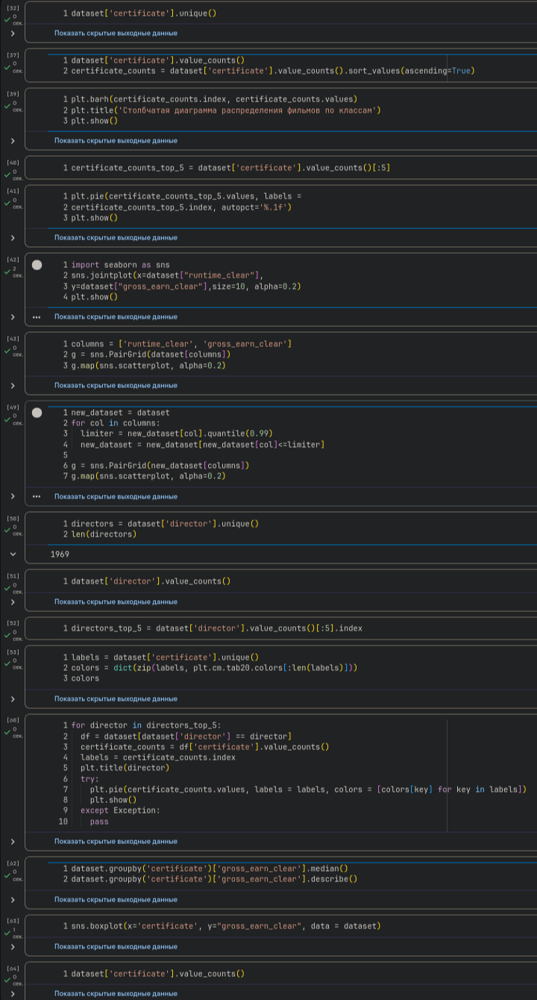 [32]
0
сек.
1 dataset['certificate'].unique()
Показать скрытые выходные данные
[37]
0
сек.
1 dataset['certificate'].value_counts()
2 certificate_counts = dataset['certificate'].value_counts().sort_values(ascending=True)
[39]
0
сек.
1 plt.barh(certificate_counts.index, certificate_counts.values)
2 plt.title('Столбчатая диаграмма распределения фильмов по классам')
3 plt.show()
Показать скрытые выходные данные
[40]
0
сек.
1 certificate_counts_top_5 = dataset['certificate'].value_counts()[:5]
[41]
0
сек.
1 plt.pie(certificate_counts_top_5.values, labels =
2 certificate_counts_top_5.index, autopct='%.1f')
3 plt.show()
Показать скрытые выходные данные
[42]
2
сек.
1 import seaborn as sns
2 sns.jointplot(x=dataset["runtime_clear"],
3 y=dataset["gross_earn_clear"],size=10, alpha=0.2)
4 plt.show()
Показать скрытые выходные данные
[43]
0
сек.
1 columns = ['runtime_clear', 'gross_earn_clear']
2 g = sns.PairGrid(dataset[columns])
3 g.map(sns.scatterplot, alpha=0.2)
Показать скрытые выходные данные
[49]
0
сек.
1 new_dataset = dataset
2 for col in columns:
3   limiter = new_dataset[col].quantile(0.99)
4   new_dataset = new_dataset[new_dataset[col]<=limiter]
5
6 g = sns.PairGrid(new_dataset[columns])
7 g.map(sns.scatterplot, alpha=0.2)
Показать скрытые выходные данные
[50]
0
сек.
1 directors = dataset['director'].unique()
2 len(directors)
1969
[51]
0
сек.
1 dataset['director'].value_counts()
Показать скрытые выходные данные
[52]
0
сек.
1 directors_top_5 = dataset['director'].value_counts()[:5].index
[53]
0
сек.
1 labels = dataset['certificate'].unique()
2 colors = dict(zip(labels, plt.cm.tab20.colors[:len(labels)]))
3 colors
Показать скрытые выходные данные
[60]
0
сек.
1 for director in directors_top_5:
2   df = dataset[dataset['director'] == director]
3   certificate_counts = df['certificate'].value_counts()
4   labels = certificate_counts.index
5   plt.title(director)
6   try:
7     plt.pie(certificate_counts.values, labels = labels, colors = [colors[key] for key in labels])
8     plt.show()
9   except Exception:
10     pass
Показать скрытые выходные данные
[62]
0
сек.
1 dataset.groupby('certificate')['gross_earn_clear'].median()
2 dataset.groupby('certificate')['gross_earn_clear'].describe()
Показать скрытые выходные данные
[63]
1
сек.
1 sns.boxplot(x='certificate', y="gross_earn_clear", data = dataset)
Показать скрытые выходные данные
[64]
0
сек.
1 dataset['certificate'].value_counts()
Показать скрытые выходные данные